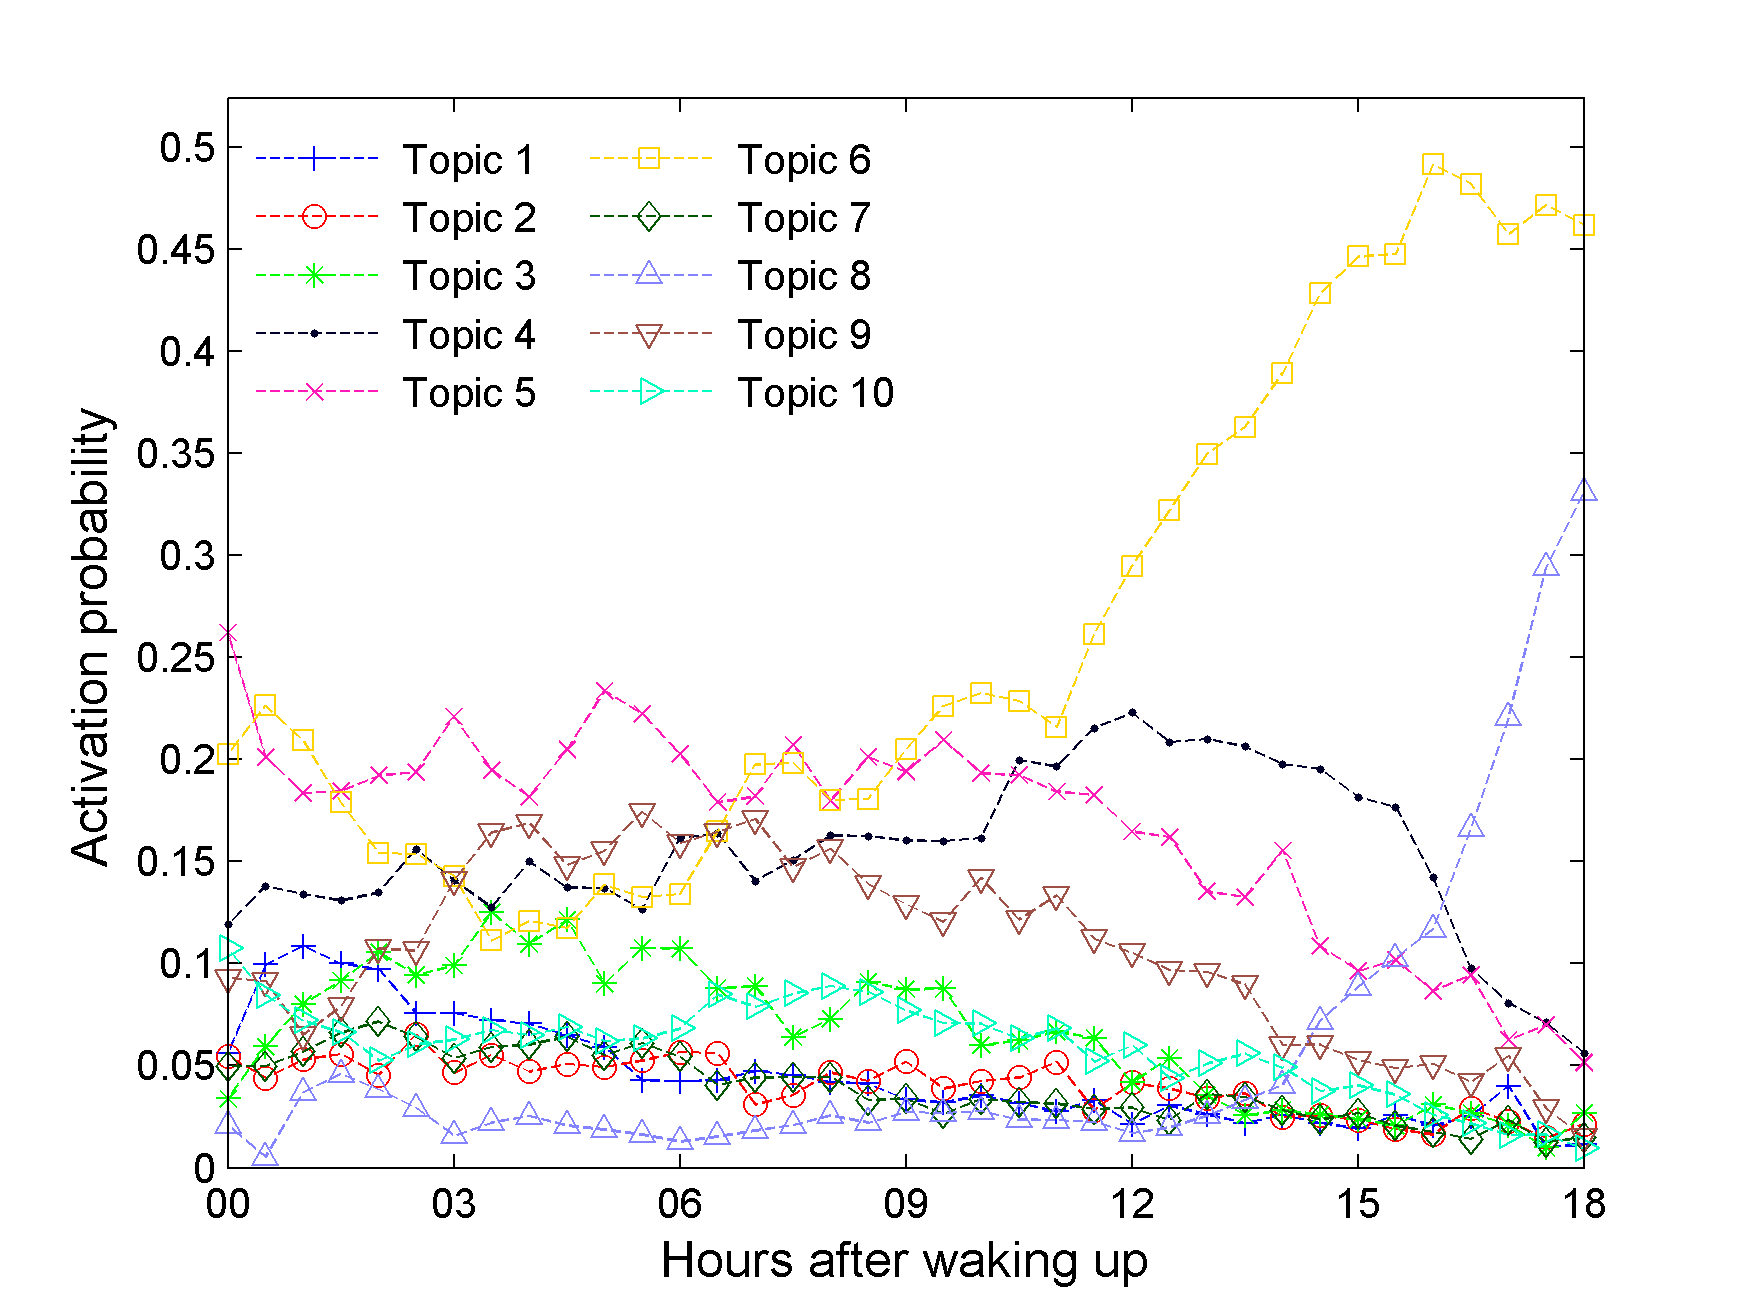 0.5
0.45
0.4
0.35
0.3
0.25
0.2
0.15
0.1
0.05
0
Activation probability
Topic 1
Topic 2
Topic 3
Topic 4
Topic 5
Topic 6
Topic 7
Topic 8
Topic 9
Topic 10
00 03 06 09 12 15 18
Hours after waking up